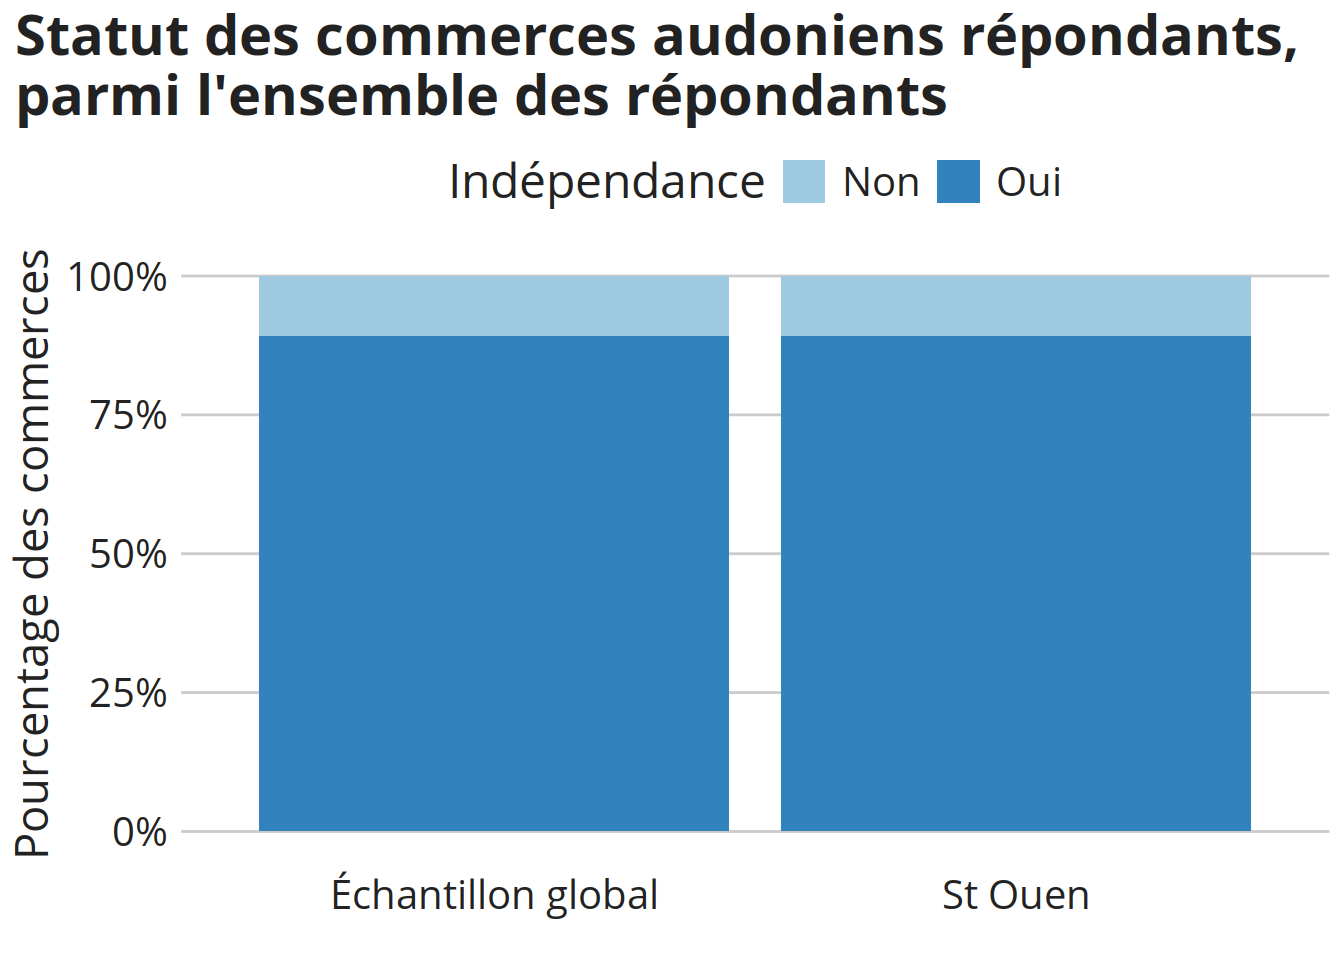 Statut des commerces audoniens répondants,
parmi l'ensemble des répondants
Indépendance Non Oui
Pourcentage des commerces
100%
75%
50%
25%
0%
Échantillon global St Ouen